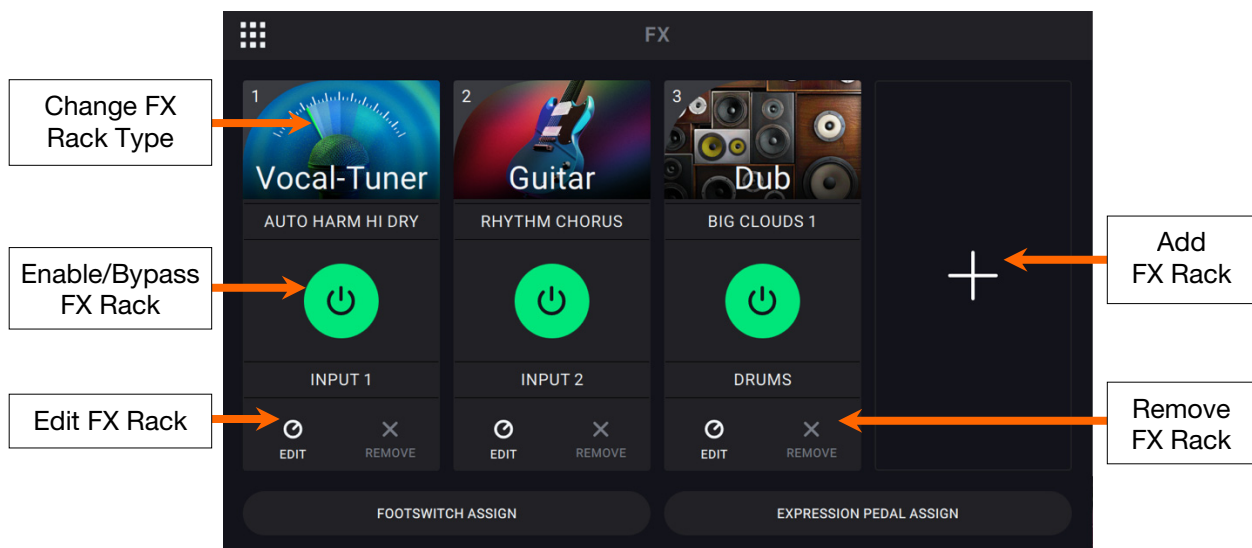 FX
Change FX
Rack Type
1
Vocal-Tuner
AUTO HARM HI DRY
2
Guitar
RHYTHM CHORUS
3
Dub
BIG CLOUDS 1
Enable/Bypass
FX Rack
Add
FX Rack
INPUT 1
INPUT 2
DRUMS
Edit FX Rack
EDIT
REMOVE
EDIT
REMOVE
EDIT
REMOVE
Remove
FX Rack
FOOTSWITCH ASSIGN
EXPRESSION PEDAL ASSIGN